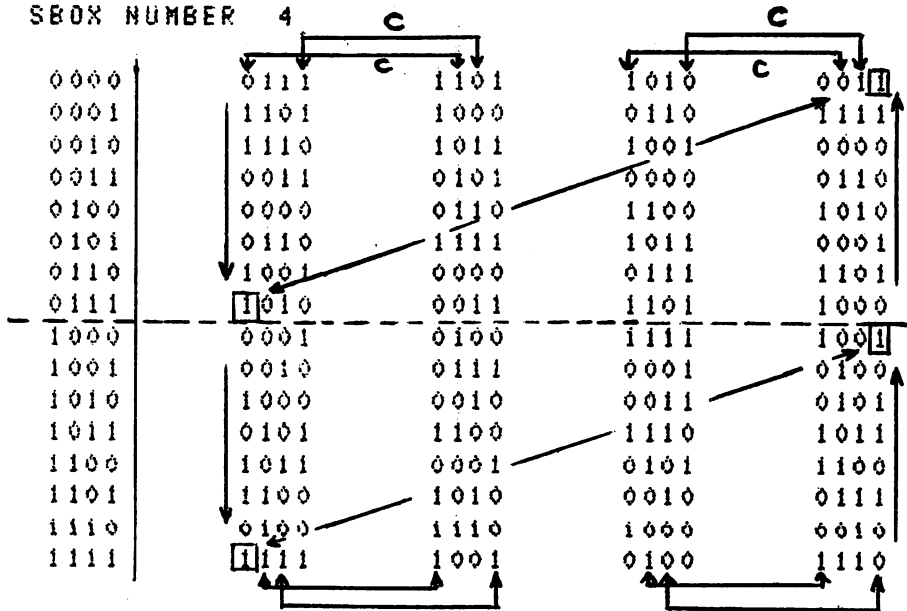 SBOX NUMBER 4
C C
C C
0000 0111 1101 1010 0011
0001 1101 1000 0110 1111
0010 1110 1011 1001 0000
0011 0011 0101 0000 0110
0100 0000 0110 1100 1010
0101 0110 1111 1011 0001
0110 1001 0000 0111 1101
0111 1010 0011 1101 1000
1000 0001 0100 1111 1001
1001 0010 0111 0001 0100
1010 1000 0010 0011 0101
1011 0101 1100 1110 1011
1100 1011 0001 0101 1100
1101 1100 1010 0010 0111
1110 0100 1110 1000 0010
1111 1111 1001 0100 1110